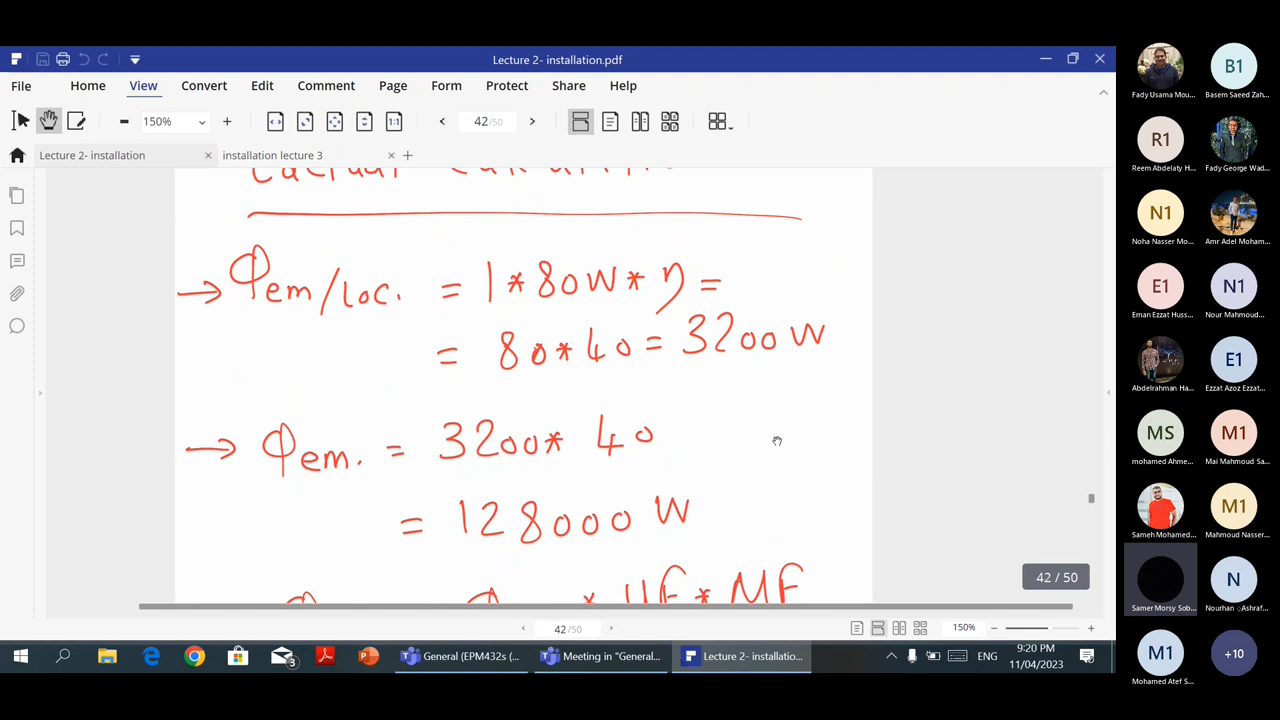 Lecture 2- installation.pdf
File Home View Convert Edit Comment Page Form Protect Share Help
150% 42/50
Lecture 2- installation × installation lecture 3 × +
→ Φem/Loc. = 1*80W*η =
= 80*40 = 3200 W
→ Φem. = 3200* 40
= 128000 W
* UF * MF
42 / 50
42 /50 150%
General (EPM432s (... Meeting in "General... Lecture 2- installatio...
3
ENG
9:20 PM
11/04/2023
B1
Fady Usama Mou... Basem Saeed Zah...
R1
Reem Abdelaty H... Fady George Wad...
N1
Noha Nasser Mo... Amr Adel Moham...
E1 N1
Eman Ezzat Huss... Nour Mahmoud...
E1
Abdelrahman Ha... Ezzat Azoz Ezzat...
MS M1
mohamed Ahme... Mai Mahmoud Sa...
M1
Sameh Mohamed... Mahmoud Nasser...
N
Samer Morsy Sob... Nourhan ♀Ashraf...
M1 +10
Mohamed Atef S...